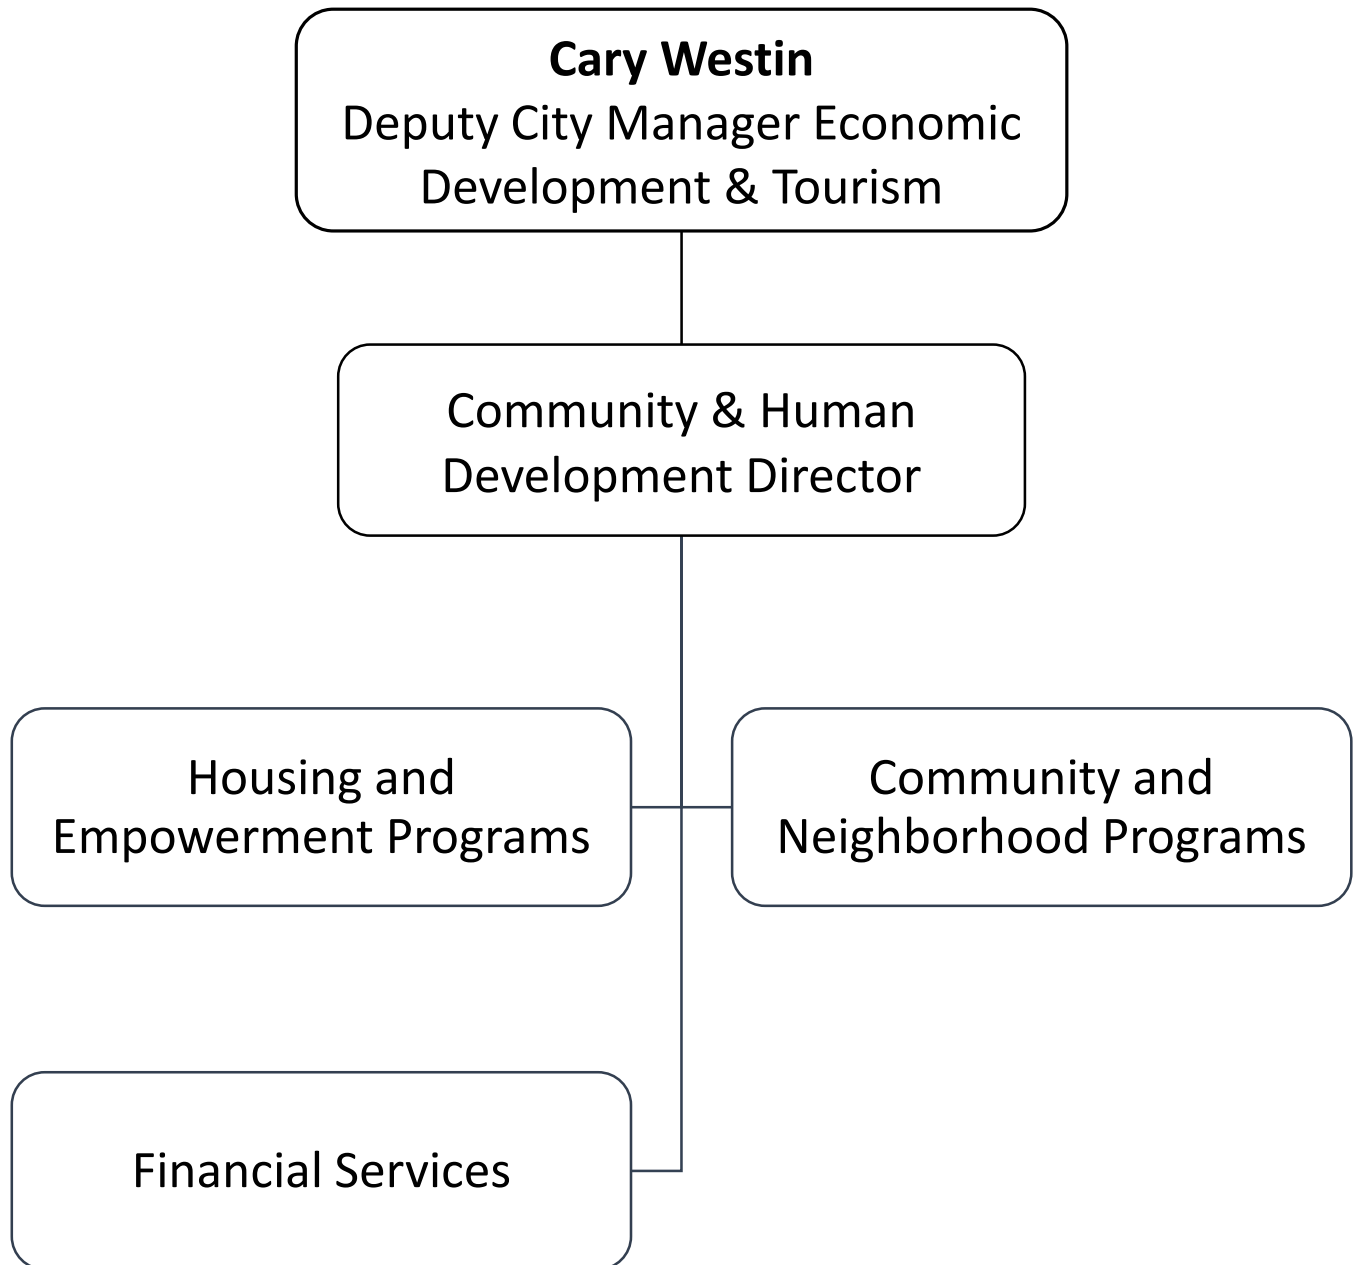 Cary Westin
Deputy City Manager Economic
Development & Tourism
Community & Human
Development Director
Housing and
Empowerment Programs
Community and
Neighborhood Programs
Financial Services